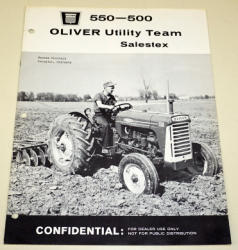 550—500
OLIVER Utility Team
Salestex
CONFIDENTIAL:
FOR DEALER USE ONLY
NOT FOR PUBLIC DISTRIBUTION